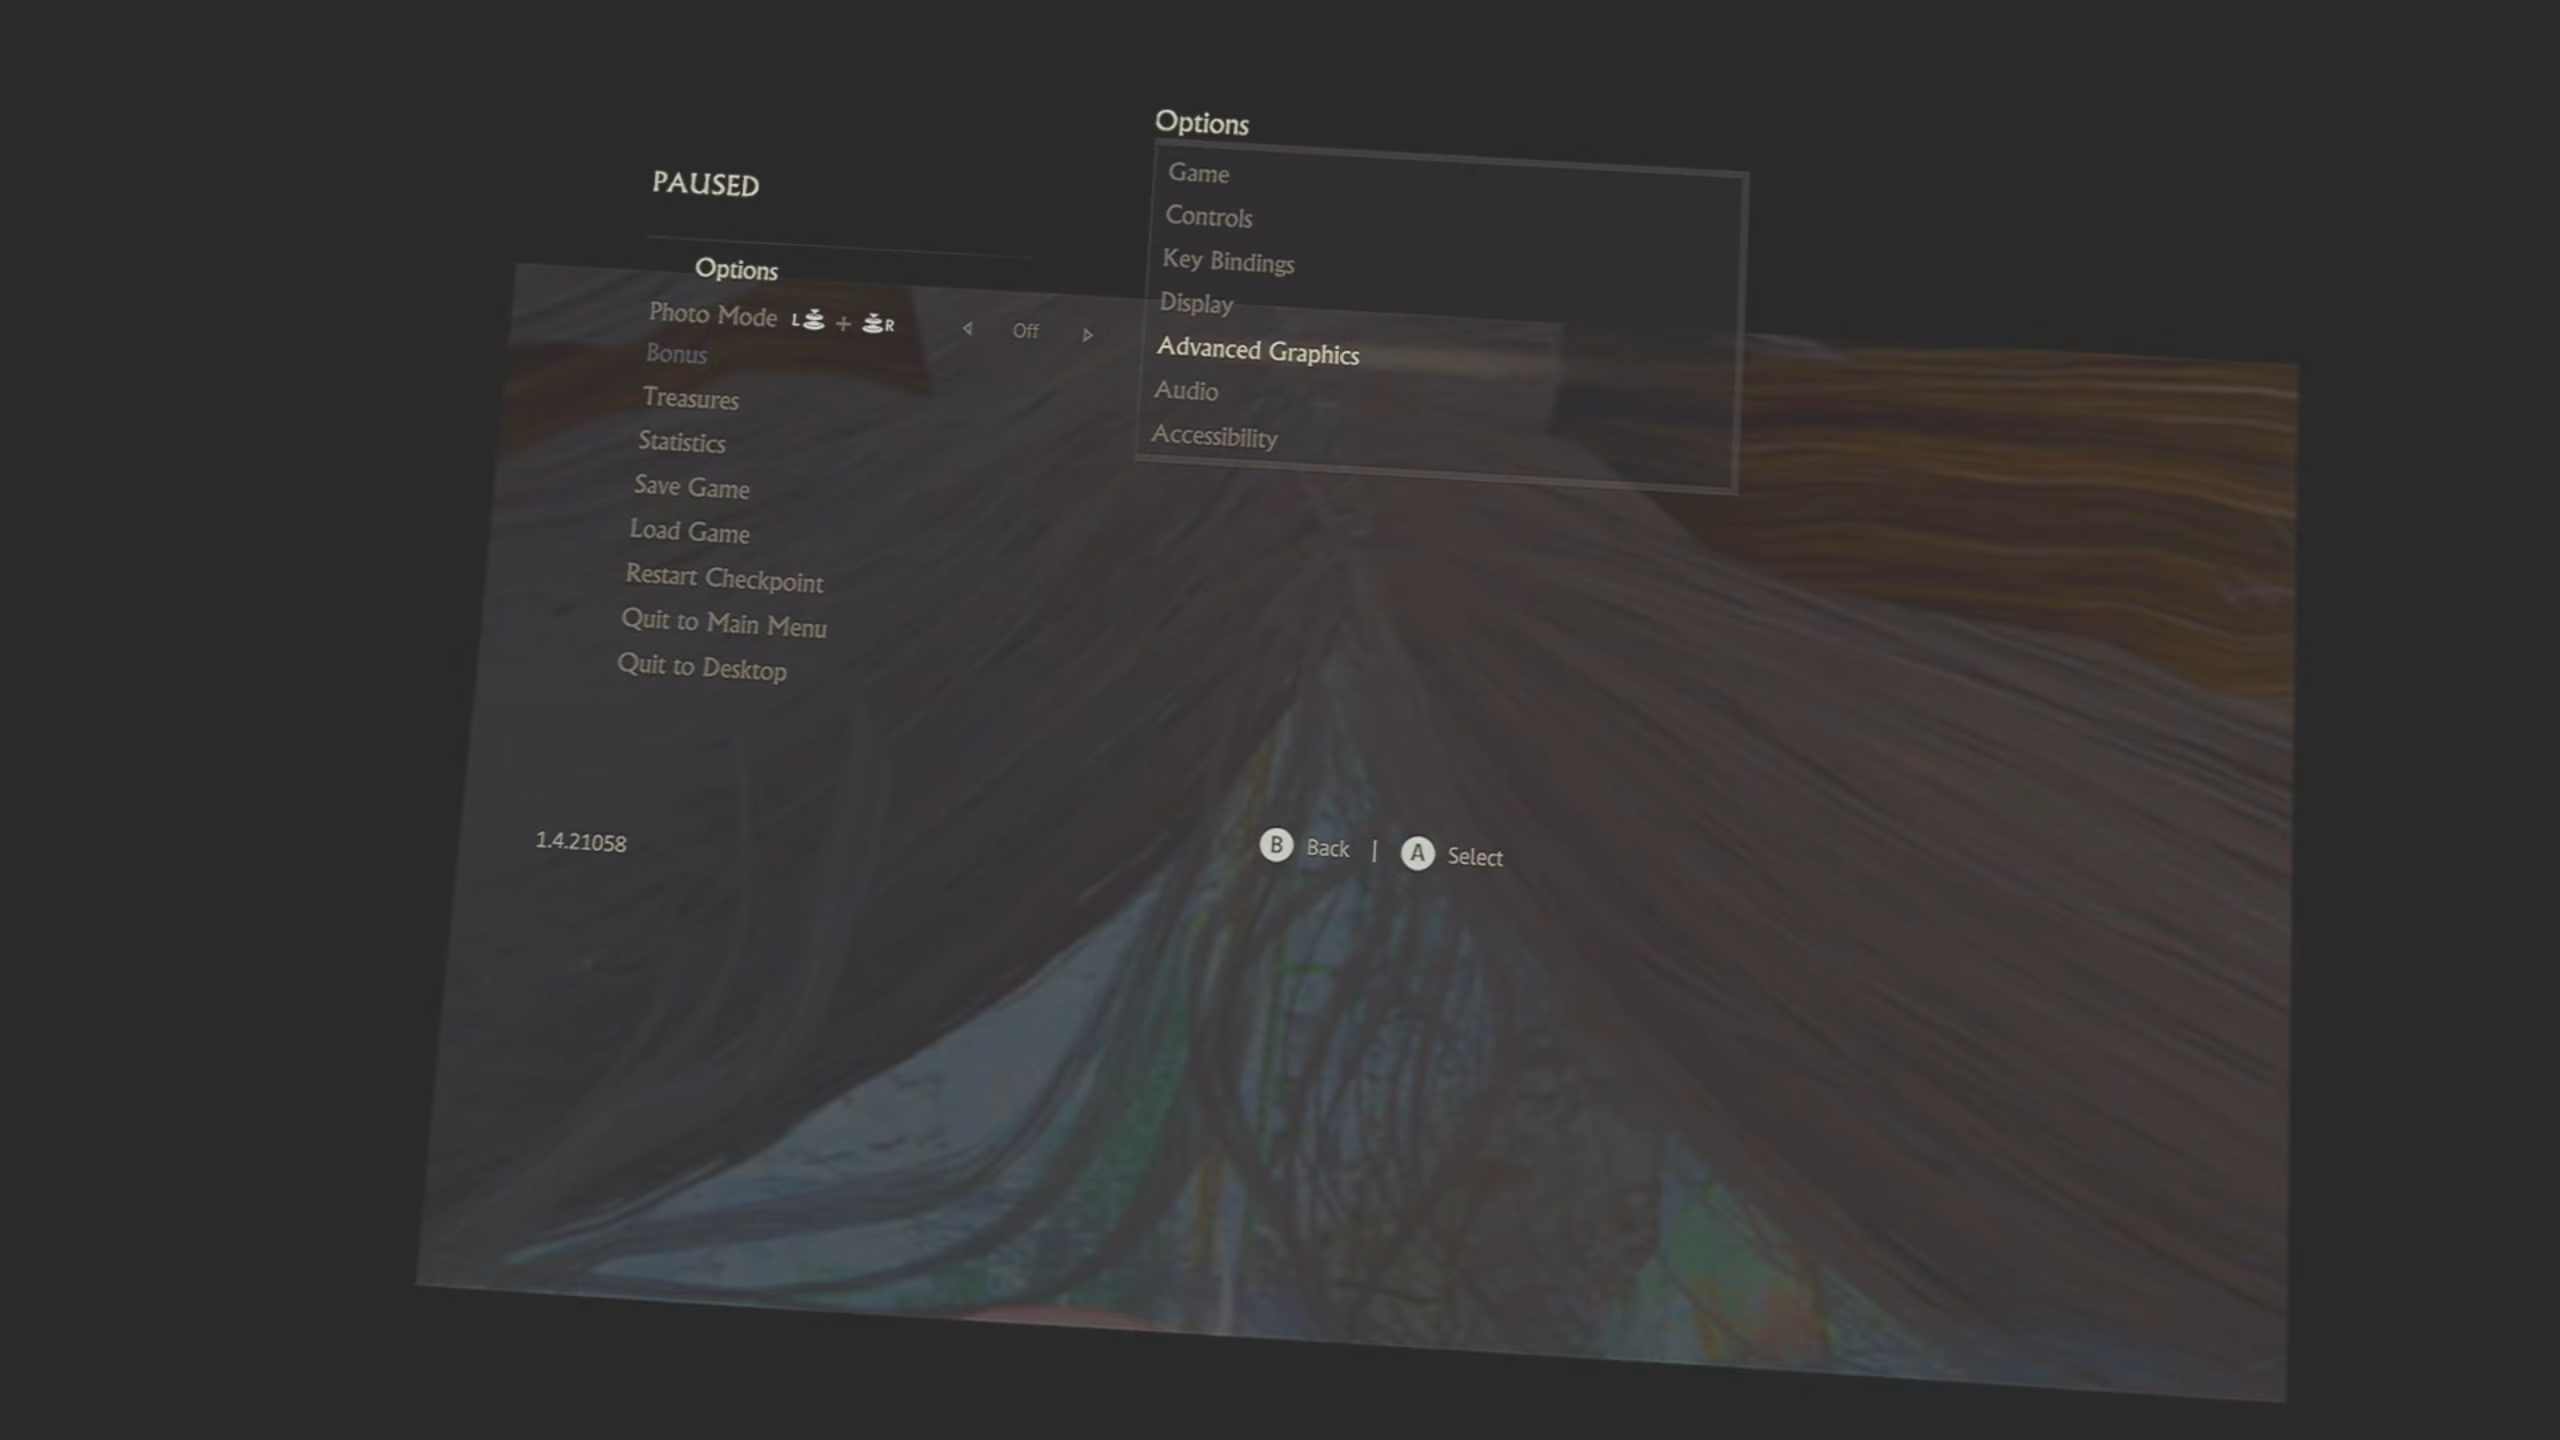 PAUSED
Options
Photo Mode L + R Off
Bonus
Treasures
Statistics
Save Game
Load Game
Restart Checkpoint
Quit to Main Menu
Quit to Desktop
1.4.21058
Options
Game
Controls
Key Bindings
Display
Advanced Graphics
Audio
Accessibility
B Back | A Select